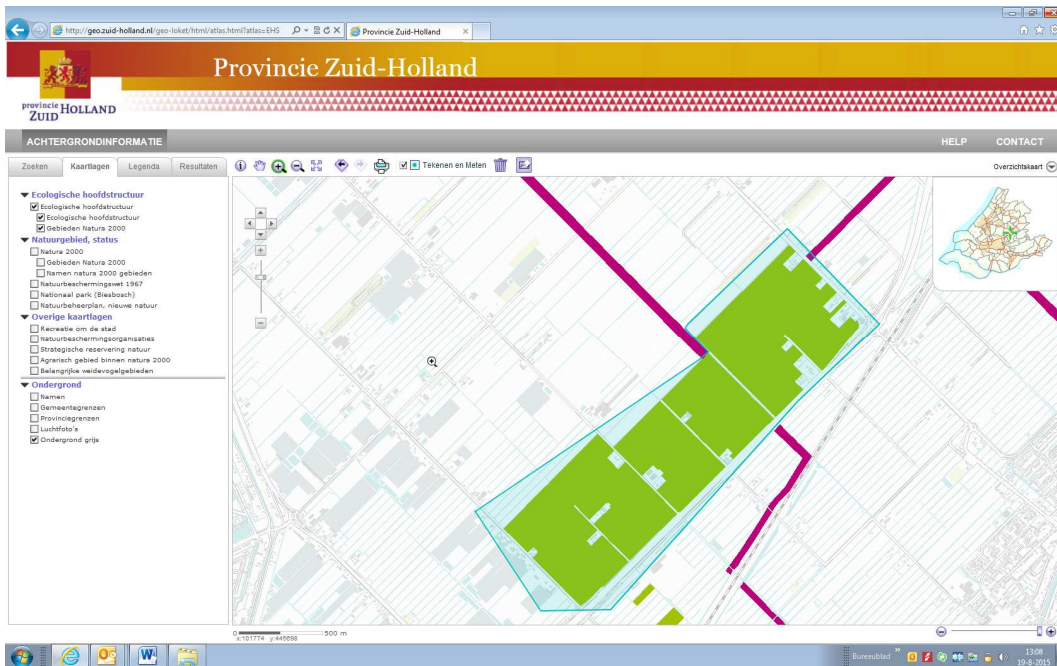 http://geo.zuid-holland.nl/geo-loket/html/atlas.html?atlas=EHS
Provincie Zuid-Holland
Provincie Zuid-Holland
provincie HOLLAND
ZUID
ACHTERGRONDINFORMATIE
HELP
CONTACT
Zoeken
Kaartlagen
Legenda
Resultaten
Tekenen en Meten
Overzichtskaart
Ecologische hoofdstructuur
Ecologische hoofdstructuur
Ecologische hoofdstructuur
Gebieden Natura 2000
Natuurgebied, status
Natura 2000
Gebieden Natura 2000
Namen natura 2000 gebieden
Natuurbeschermingswet 1967
Nationaal park (Biesbosch)
Natuurbeheerplan, nieuwe natuur
Overige kaartlagen
Recreatie om de stad
Natuurbeschermingsorganisaties
Strategische reservering natuur
Agrarisch gebied binnen natura 2000
Belangrijke weidevogelgebieden
Ondergrond
Namen
Gemeentegrenzen
Provinciegrenzen
Luchtfoto's
Ondergrond grijs
0 500 m
x:101774 y:445698
Bureaublad
13:08
19-8-2015